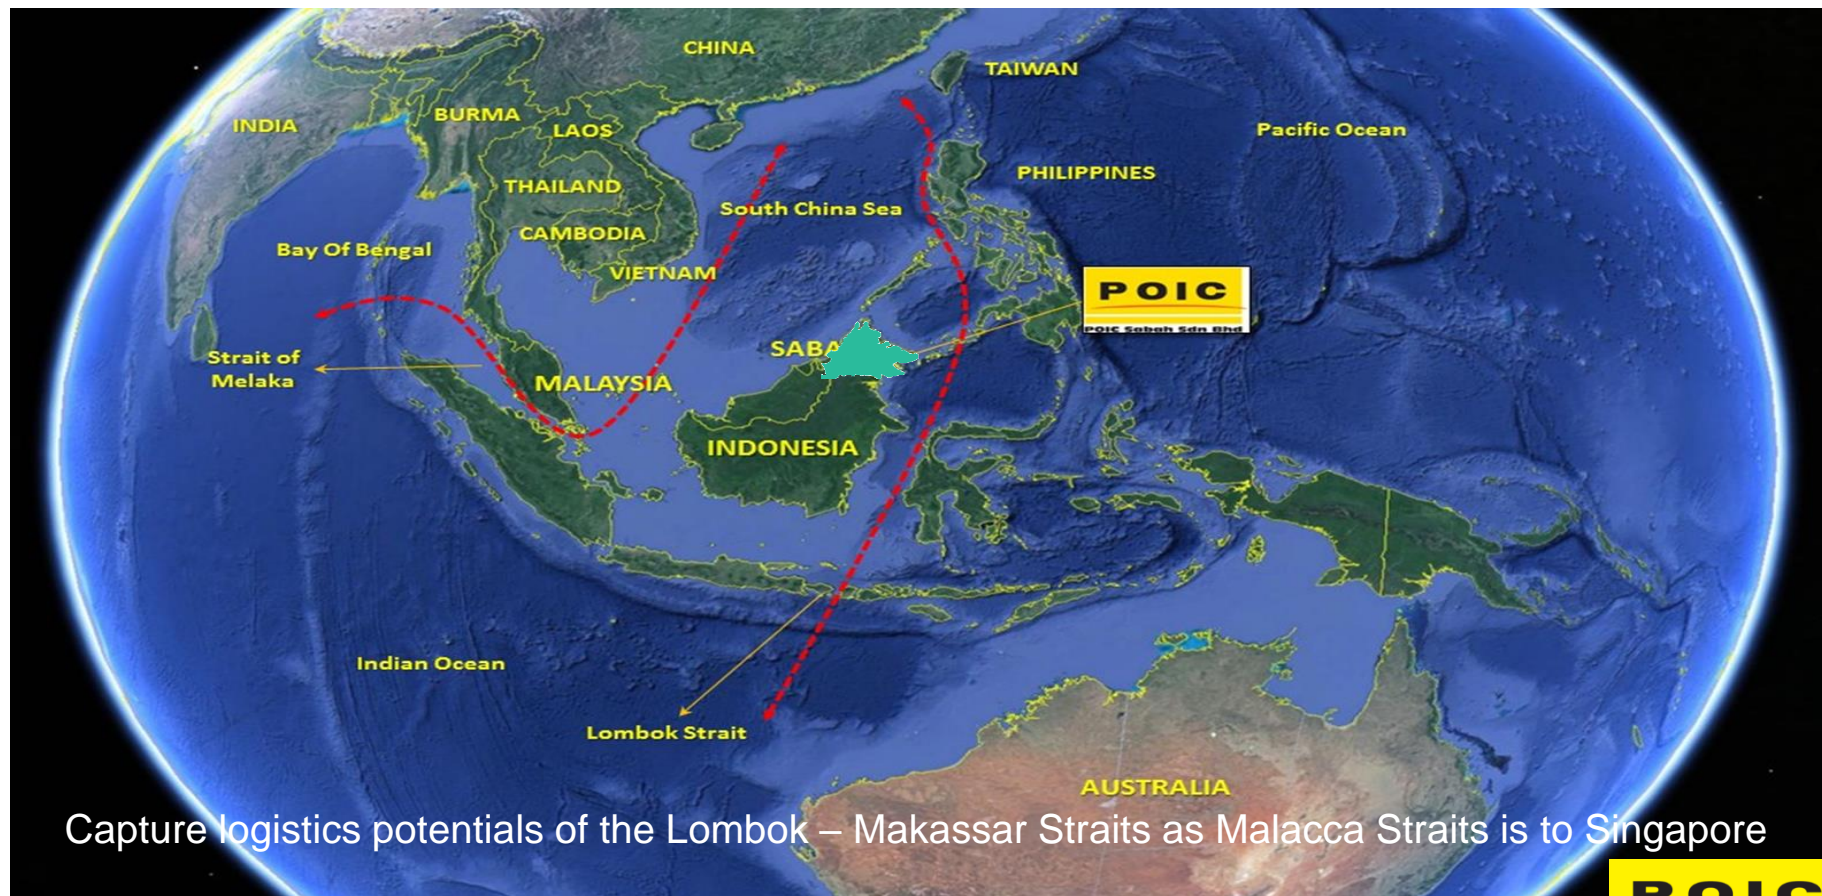 CHINA
TAIWAN
INDIA
BURMA
LAOS
Pacific Ocean
THAILAND
PHILIPPINES
South China Sea
CAMBODIA
Bay Of Bengal
VIETNAM
POIC
POIC Sabah Sdn Bhd
SABA
Strait of
Melaka
MALAYSIA
INDONESIA
Indian Ocean
Lombok Strait
AUSTRALIA
Capture logistics potentials of the Lombok – Makassar Straits as Malacca Straits is to Singapore
POIC